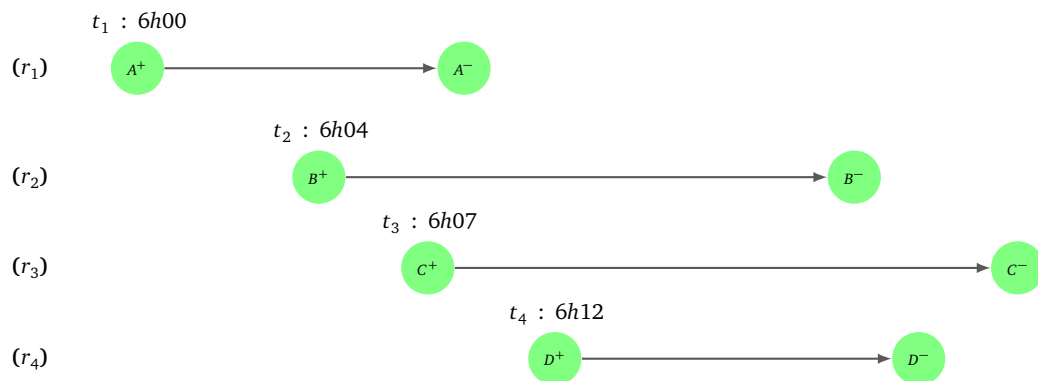 t₁ : 6h00
(r₁) A⁺ A⁻
t₂ : 6h04
(r₂) B⁺ B⁻
t₃ : 6h07
(r₃) C⁺ C⁻
t₄ : 6h12
(r₄) D⁺ D⁻